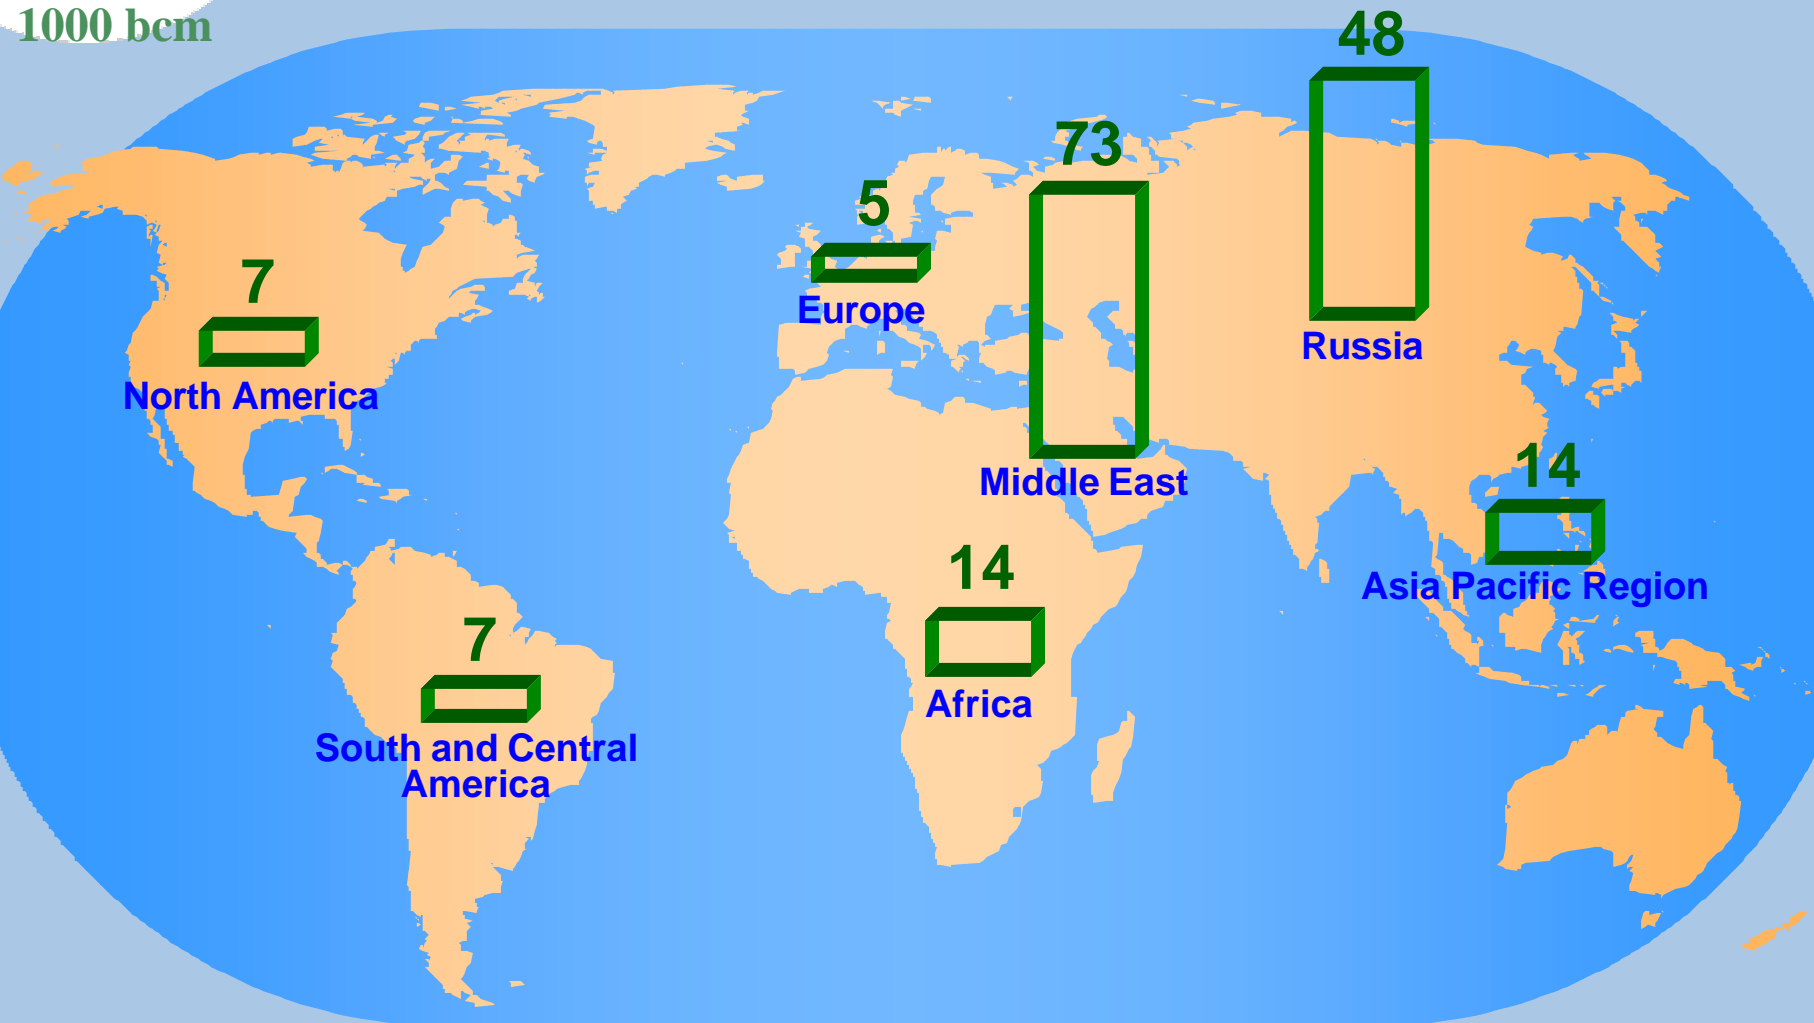 1000 bcm
48
73
5
7
Europe
Russia
North America
14
Middle East
14
Asia Pacific Region
7
Africa
South and Central
America